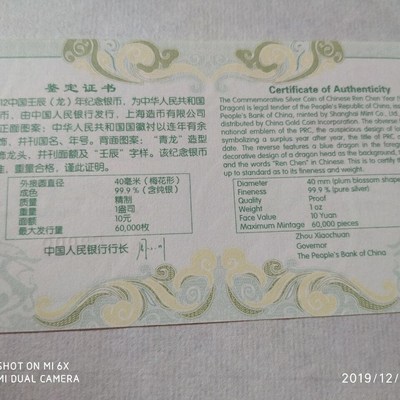 鉴定证书
12中国壬辰（龙）年纪念银币，为中华人民共和国
币，由中国人民银行发行，上海造币有限公司
正面图案：中华人民共和国国徽衬以连年有余
饰，并刊国名、年号。背面图案："青龙"造型
饰龙头，并刊面额及"壬辰"字样。该纪念银币
准，重量合格，谨此证明。
外接圆直径 40毫米（梅花形）
成色 99.9%（含纯银）
质量 精制
重量 1盎司
面额 10元
最大发行量 60,000枚
中国人民银行行长
Certificate of Authenticity
The Commemorative Silver Coin of Chinese Ren Chen Year
Dragon) is legal tender of the People's Republic of China,
People's Bank of China, minted by Shanghai Mint Co., Ltd.
distributed by China Gold Coin Incorporation. The obverse
national emblem of the PRC, the auspicious design of
symbolizing a surplus year after year, the title of PRC
The reverse features a blue dragon in the foreg
decorative design of a dragon head as the background,
and the words "Ren Chen" in Chinese. This is to certify
up to standard as to its fineness and weight.
Diameter 40 mm (plum blossom shape
Fineness 99.9% (pure silver)
Quality Proof
Weight 1 oz
Face Value 10 Yuan
Maximum Mintage 60,000 pieces
Zhou Xiaochuan
Governor
The People's Bank of China
SHOT ON MI 6X
MI DUAL CAMERA
2019/12/